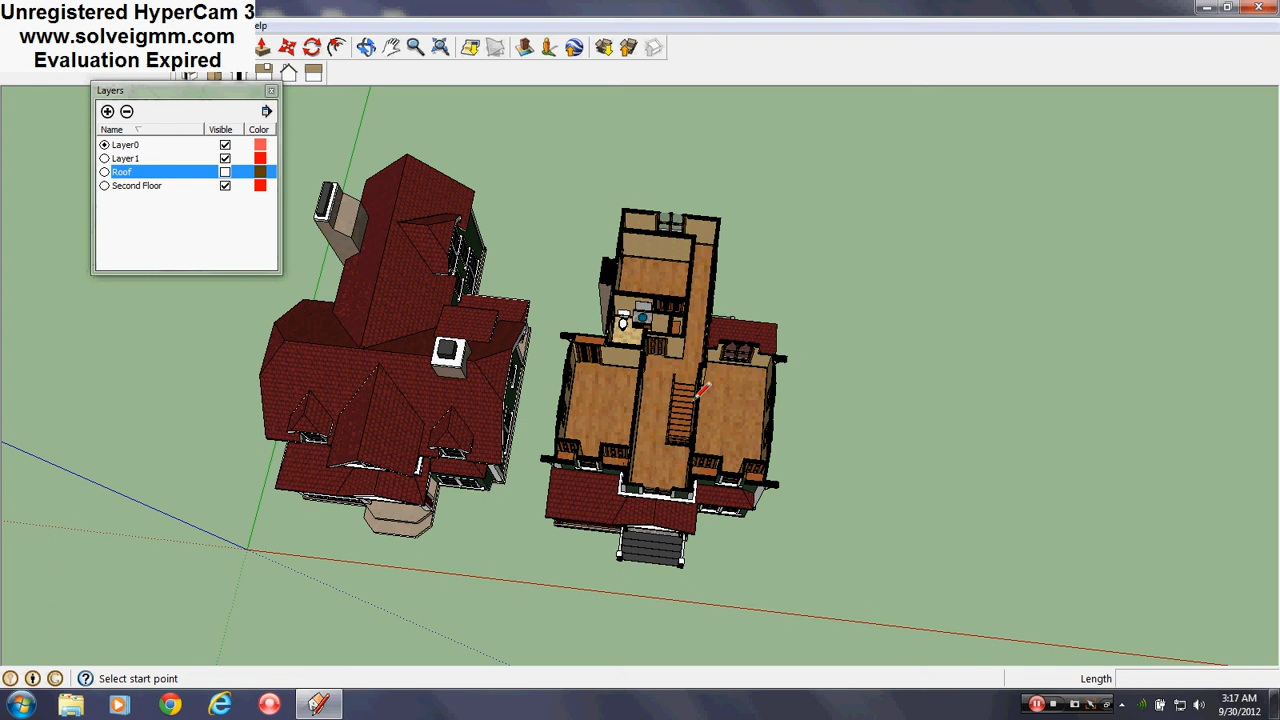 Unregistered HyperCam 3
www.solveigmm.com
Evaluation Expired
elp
Layers
Name Visible Color
Layer0
Layer1
Roof
Second Floor
Select start point
Length
3:17 AM
9/30/2012